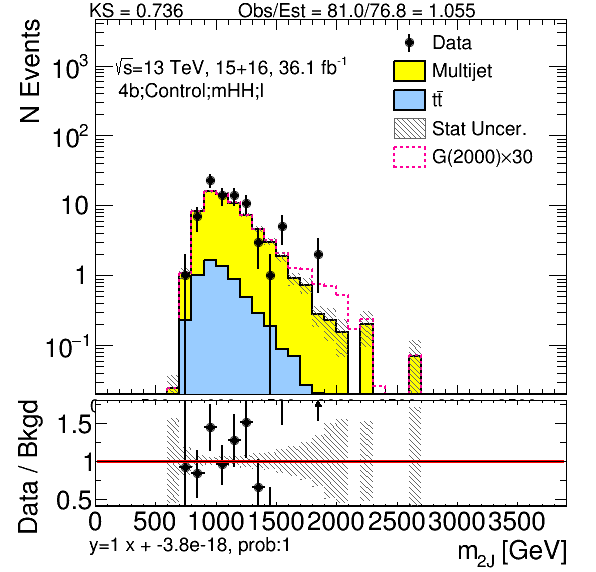 KS = 0.736 Obs/Est = 81.0/76.8 = 1.055
N Events
√s=13 TeV, 15+16, 36.1 fb⁻¹
4b;Control;mHH;l
Data
Multijet
tt̄
Stat Uncer.
G(2000)×30
10³
10²
10
1
10⁻¹
Data / Bkgd
1.5
1
0.5
0 500 1000 1500 2000 2500 3000 3500
y=1 x + -3.8e-18, prob:1
m2J [GeV]